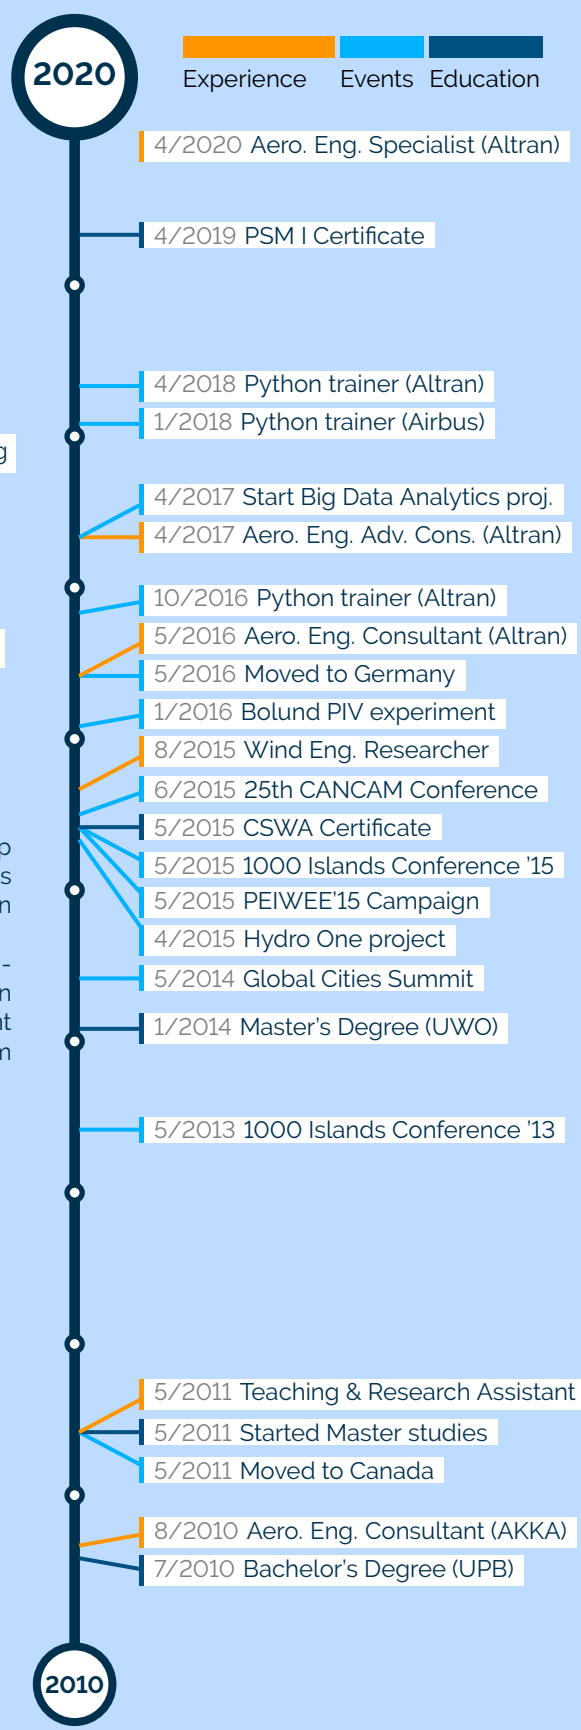 2020
Experience Events Education
4/2020 Aero. Eng. Specialist (Altran)
4/2019 PSM I Certificate
4/2018 Python trainer (Altran)
1/2018 Python trainer (Airbus)
g
4/2017 Start Big Data Analytics proj.
4/2017 Aero. Eng. Adv. Cons. (Altran)
10/2016 Python trainer (Altran)
5/2016 Aero. Eng. Consultant (Altran)
5/2016 Moved to Germany
1/2016 Bolund PIV experiment
8/2015 Wind Eng. Researcher
6/2015 25th CANCAM Conference
5/2015 CSWA Certificate
p
5/2015 1000 Islands Conference '15
s
5/2015 PEIWEE'15 Campaign
n
4/2015 Hydro One project
-
5/2014 Global Cities Summit
n
1/2014 Master's Degree (UWO)
5/2013 1000 Islands Conference '13
5/2011 Teaching & Research Assistant
5/2011 Started Master studies
5/2011 Moved to Canada
8/2010 Aero. Eng. Consultant (AKKA)
7/2010 Bachelor's Degree (UPB)
2010